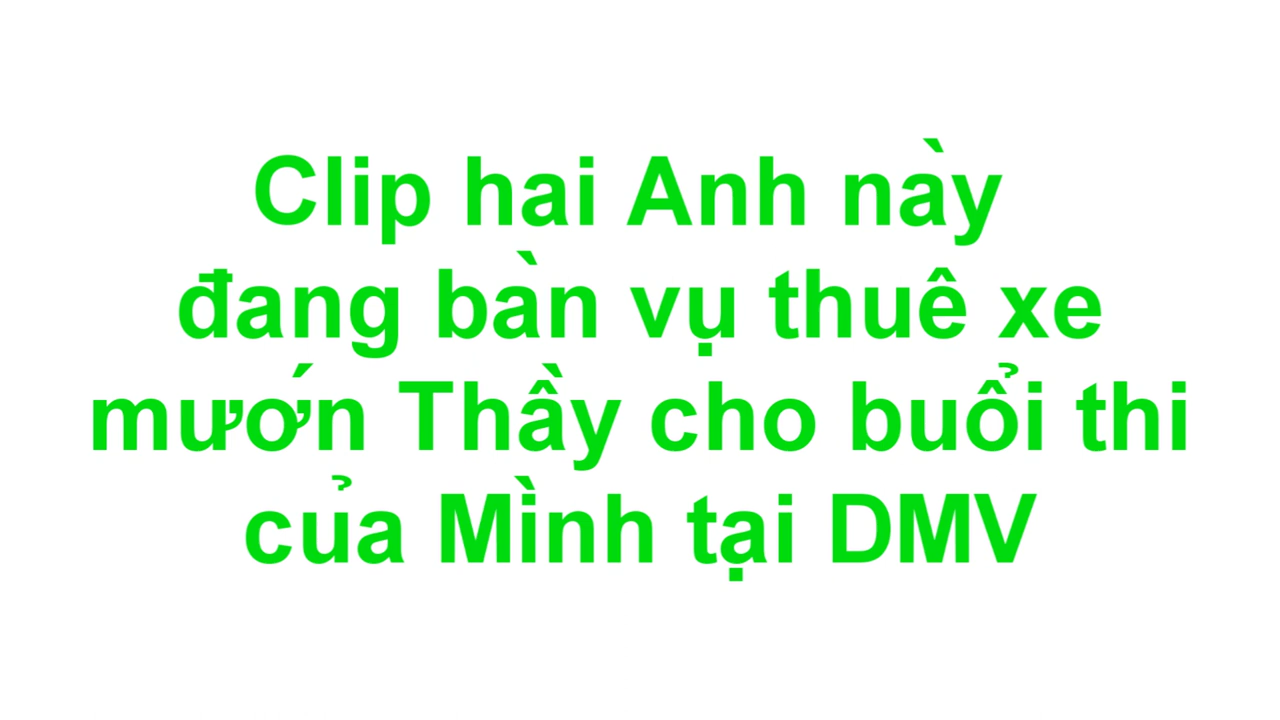 Clip hai Anh này
đang bàn vụ thuê xe
mướn Thầy cho buổi thi
của Mình tại DMV